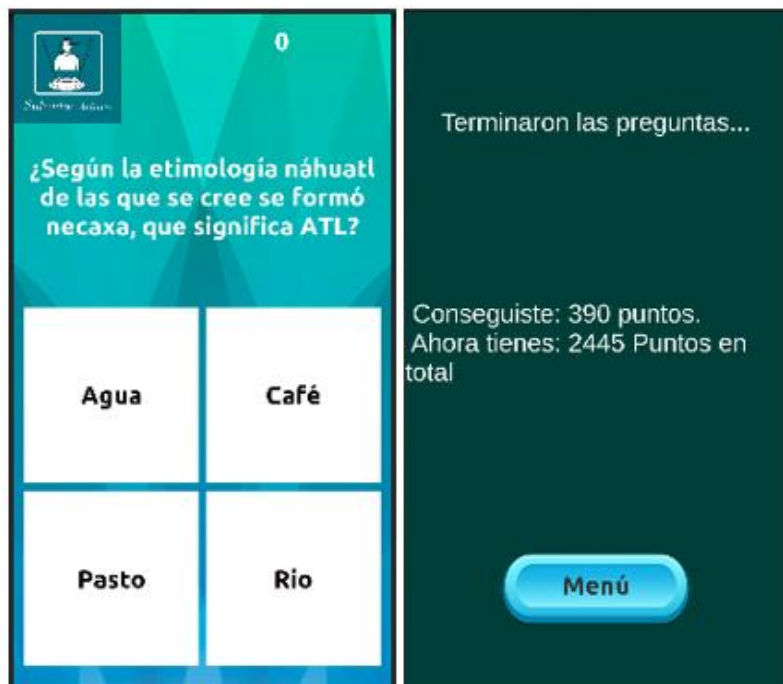 0
¿Según la etimología náhuatl
de las que se cree se formó
necaxa, que significa ATL?
Agua
Café
Pasto
Rio
Terminaron las preguntas...
Conseguiste: 390 puntos.
Ahora tienes: 2445 Puntos en
total
Menú